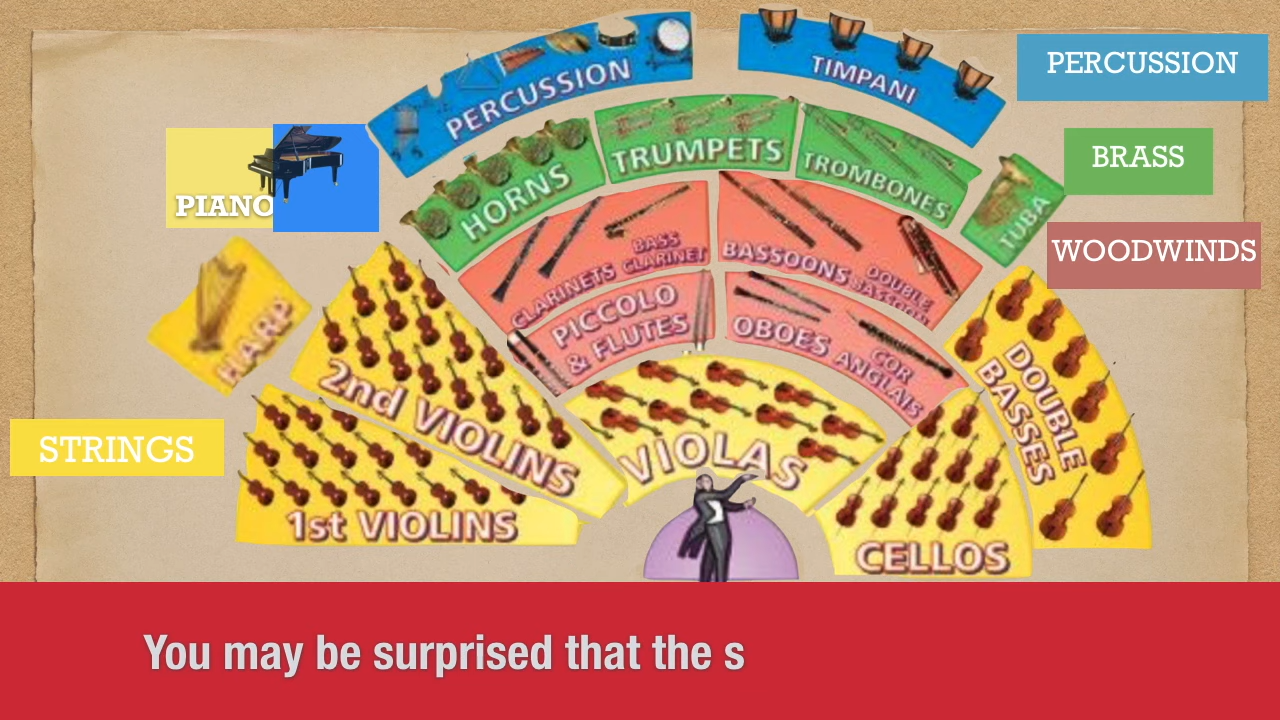 PERCUSSION
TIMPANI
PERCUSSION
HORNS
TRUMPETS
TROMBONES
TUBA
BRASS
PIANO
CLARINETS
BASS
CLARINET
BASSOONS
DOUBLE
BASSOON
WOODWINDS
HARP
PICCOLO
& FLUTES
OBOES
COR
ANGLAIS
2nd VIOLINS
VIOLAS
DOUBLE
BASSES
STRINGS
1st VIOLINS
CELLOS
You may be surprised that the s